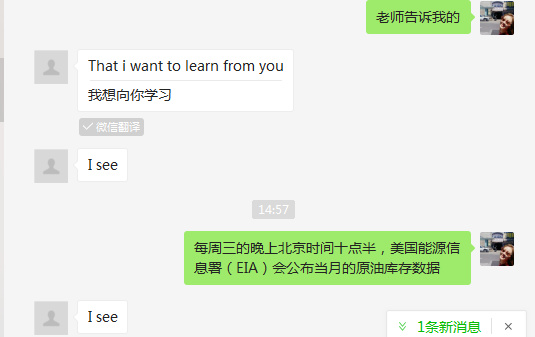 老师告诉我的
That i want to learn from you
我想向你学习
微信翻译
I see
14:57
每周三的晚上北京时间十点半，美国能源信
息署（EIA）会公布当月的原油库存数据
I see
1条新消息